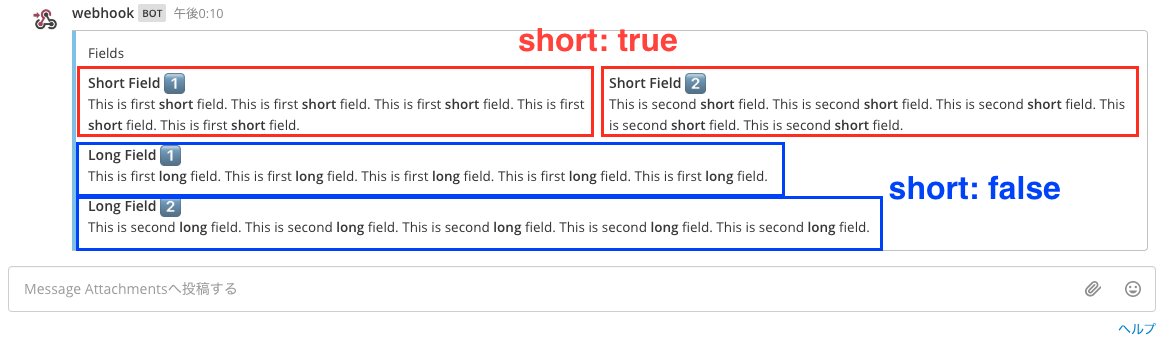 webhook BOT 午後0:10
short: true
Fields
Short Field 1
This is first short field. This is first short field. This is first short field. This is first
short field. This is first short field.
Short Field 2
This is second short field. This is second short field. This is second short field. This
is second short field. This is second short field.
Long Field 1
This is first long field. This is first long field. This is first long field. This is first long field. This is first long field.
short: false
Long Field 2
This is second long field. This is second long field. This is second long field. This is second long field. This is second long field.
Message Attachmentsへ投稿する
ヘルプ